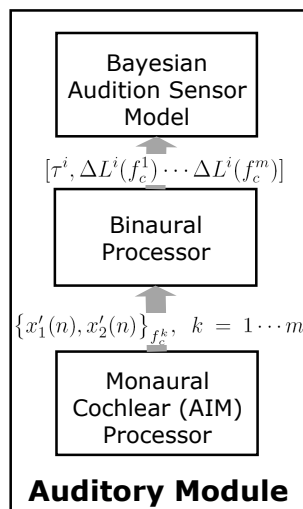 Bayesian
Audition Sensor
Model
[τ^i, ΔL^i(f_c^1) ⋯ ΔL^i(f_c^m)]
Binaural
Processor
{x′_1(n), x′_2(n)}_{f_c^k}, k = 1 ⋯ m
Monaural
Cochlear (AIM)
Processor
Auditory Module